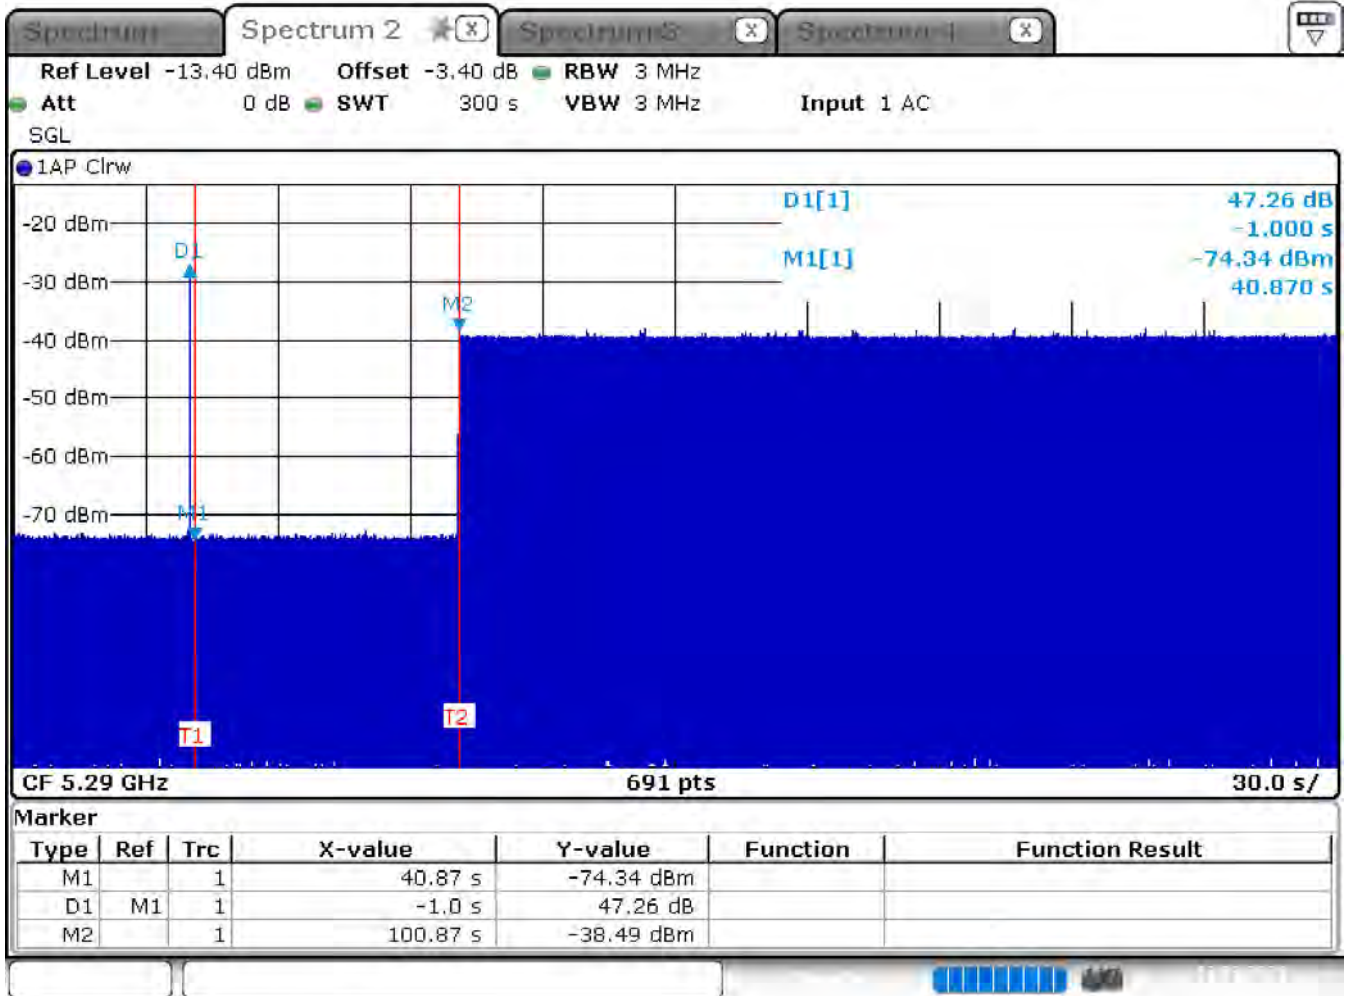 Spectrum Spectrum 2 X Spectrum 3 X Spectrum 4 X
Ref Level -13.40 dBm Offset -3.40 dB RBW 3 MHz
Att 0 dB SWT 300 s VBW 3 MHz Input 1 AC
SGL
1AP Clrw
D1[1] 47.26 dB
-1.000 s
M1[1] -74.34 dBm
40.870 s
-20 dBm
D1
-30 dBm
M2
-40 dBm
-50 dBm
-60 dBm
-70 dBm
M1
T1
T2
CF 5.29 GHz 691 pts 30.0 s/
Marker
Type Ref Trc X-value Y-value Function Function Result
M1 1 40.87 s -74.34 dBm
D1 M1 1 -1.0 s 47.26 dB
M2 1 100.87 s -38.49 dBm